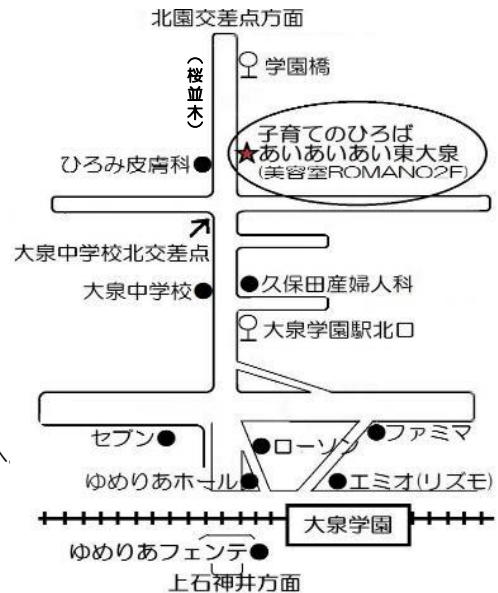 北園交差点方面
学園橋
（桜並木）
子育てのひろば
あいあいあい東大泉
(美容室ROMANO2F)
ひろみ皮膚科
大泉中学校北交差点
大泉中学校
久保田産婦人科
大泉学園駅北口
セブン
ローソン
ファミマ
ゆめりあホール
エミオ(リズモ)
大泉学園
ゆめりあフェンテ
上石神井方面